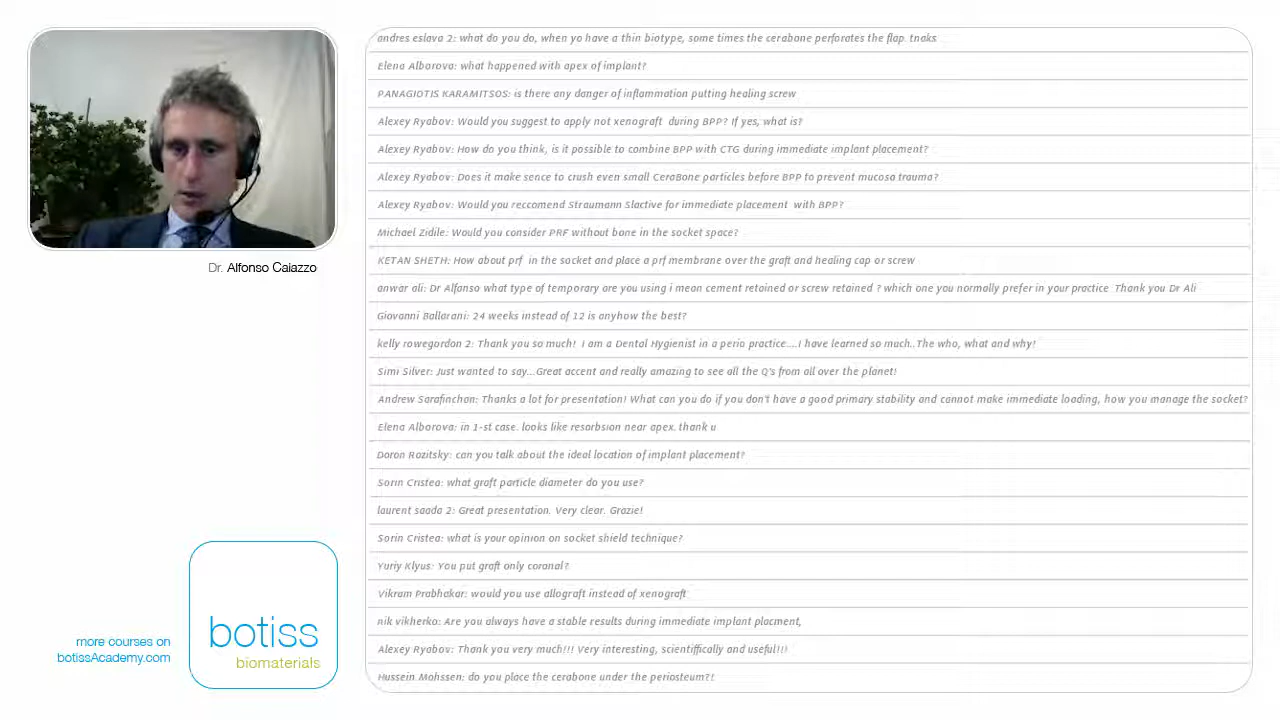 Dr. Alfonso Caiazzo
andres eslava 2: what do you do, when yo have a thin biotype, some times the cerabone perforates the flap. tnaks
Elena Alborova: what happened with apex of implant?
PANAGIOTIS KARAMITSOS: is there any danger of inflammation putting healing screw
Alexey Ryabov: Would you suggest to apply not xenograft during BPP? If yes, what is?
Alexey Ryabov: How do you think, is it possible to combine BPP with CTG during immediate implant placement?
Alexey Ryabov: Does it make sence to crush even small CeraBone particles before BPP to prevent mucosa trauma?
Alexey Ryabov: Would you reccomend Straumann Slactive for immediate placement with BPP?
Michael Zidile: Would you consider PRF without bone in the socket space?
KETAN SHETH: How about prf in the socket and place a prf membrane over the graft and healing cap or screw
anwar ali: Dr Alfanso what type of temporary are you using i mean cement retained or screw retained ? which one you normally prefer in your practice Thank you Dr Ali
Giovanni Ballarani: 24 weeks instead of 12 is anyhow the best?
kelly rowegordon 2: Thank you so much! I am a Dental Hygienist in a perio practice....I have learned so much..The who, what and why!
Simi Silver: Just wanted to say...Great accent and really amazing to see all the Q's from all over the planet!
Andrew Sarafinchan: Thanks a lot for presentation! What can you do if you don't have a good primary stability and cannot make immediate loading, how you manage the socket?
Elena Alborova: in 1-st case. looks like resorbsion near apex. thank u
Doron Rozitsky: can you talk about the ideal location of implant placement?
Sorin Cristea: what graft particle diameter do you use?
laurent saada 2: Great presentation. Very clear. Grazie!
Sorin Cristea: what is your opinion on socket shield technique?
Yuriy Klyus: You put graft only coronal?
Vikram Prabhakar: would you use allograft instead of xenograft
nik vikherko: Are you always have a stable results during immediate implant placment,
Alexey Ryabov: Thank you very much!!! Very interesting, scientiffically and useful!!!
Hussein Mohssen: do you place the cerabone under the periosteum?!
more courses on
botissAcademy.com
botiss
biomaterials